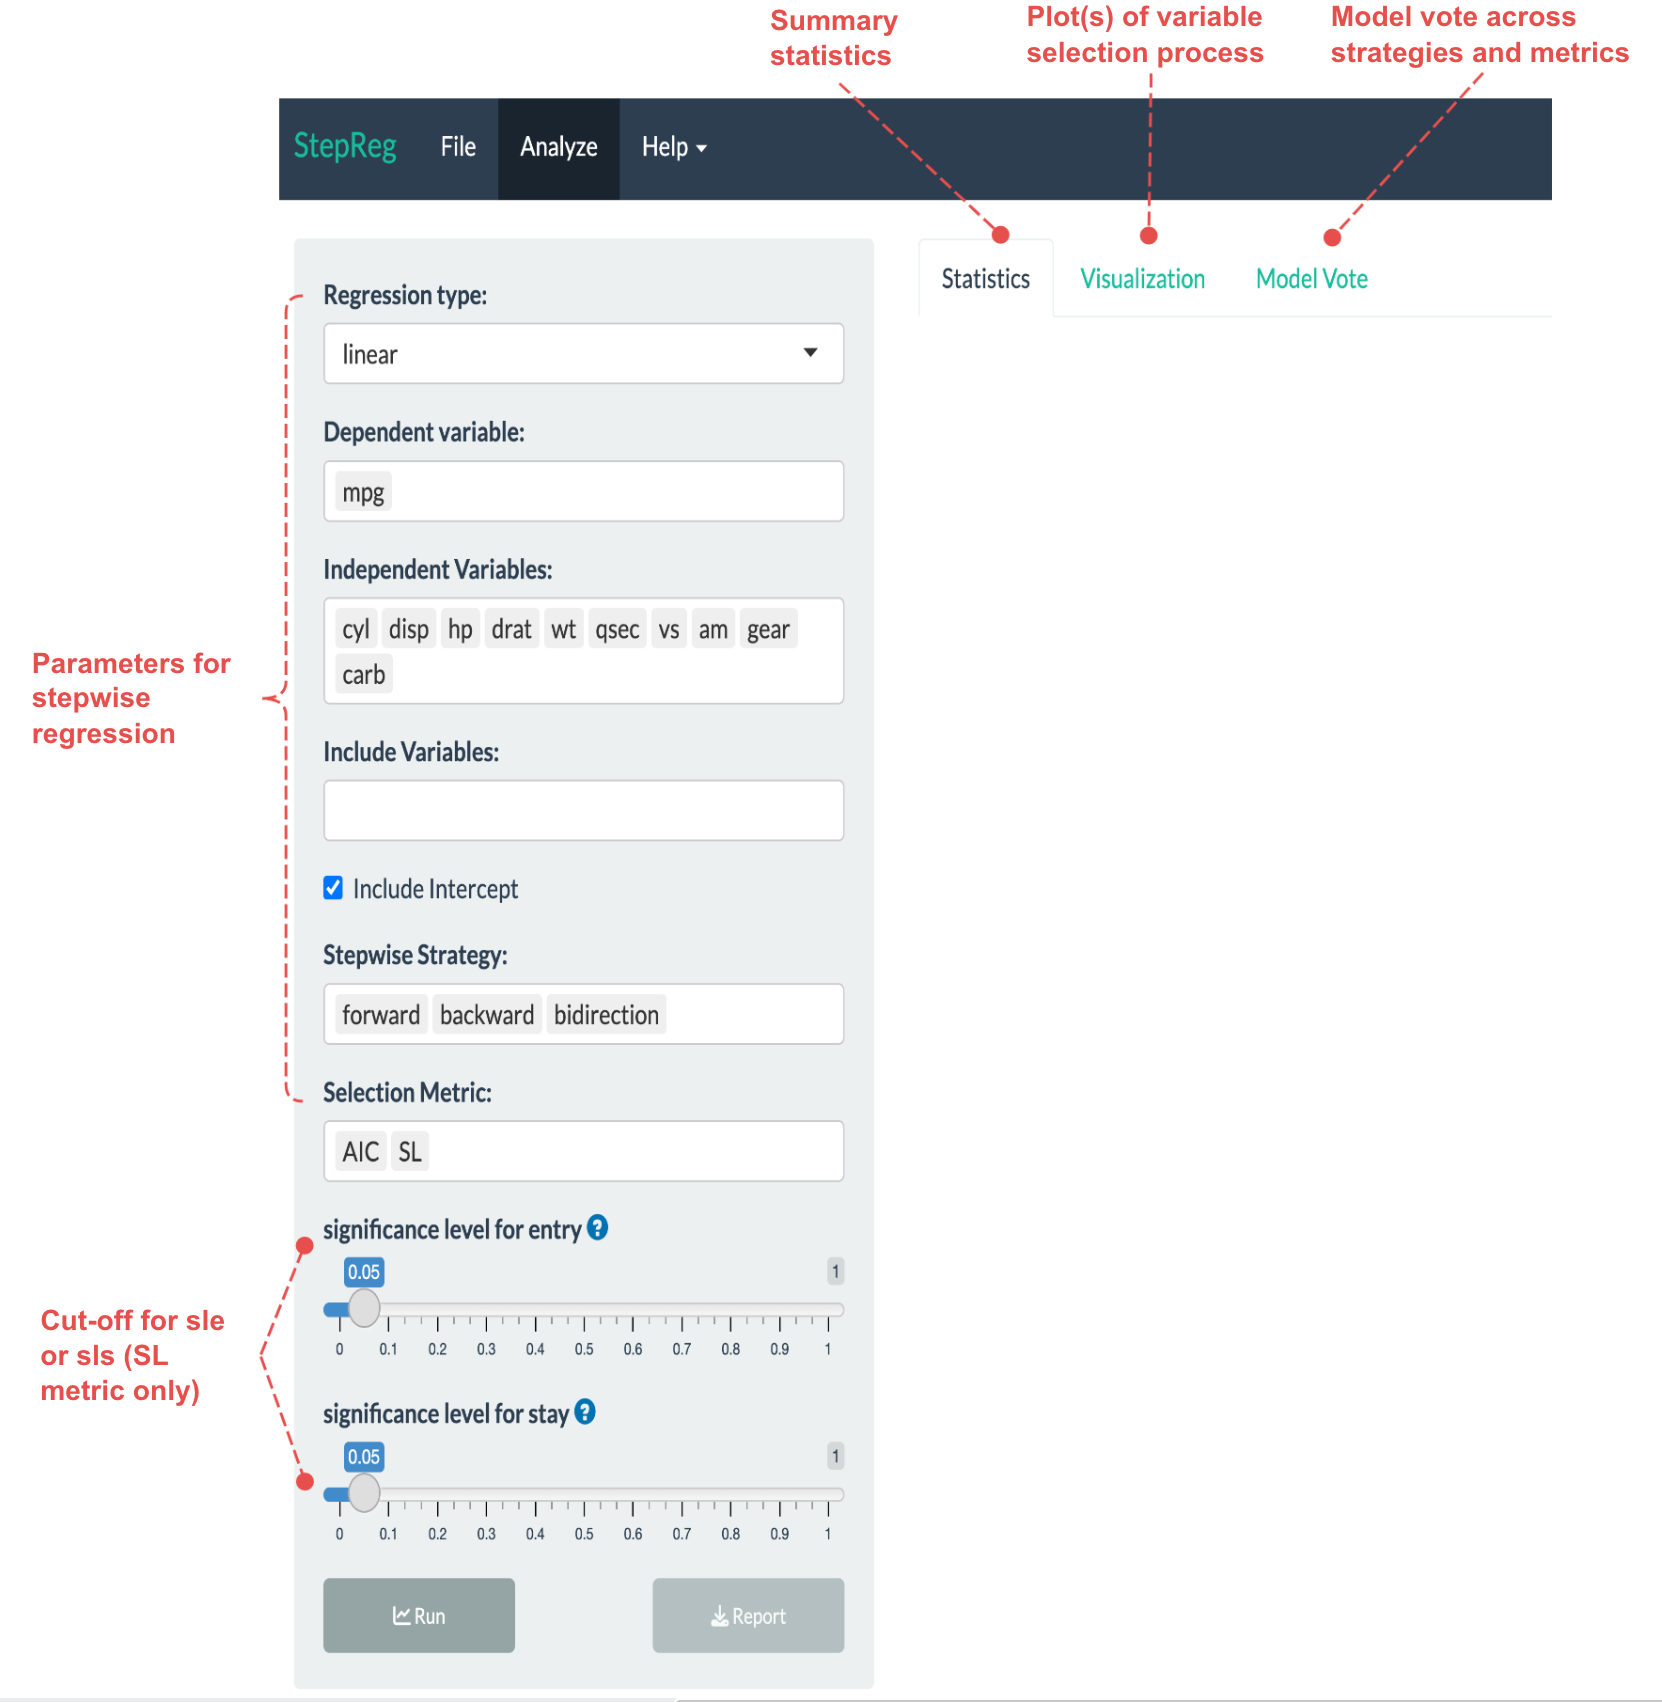 Summary
statistics
Plot(s) of variable
selection process
Model vote across
strategies and metrics
StepReg File Analyze Help
Statistics Visualization Model Vote
Regression type:
linear
Dependent variable:
mpg
Independent Variables:
cyl disp hp drat wt qsec vs am gear
carb
Parameters for
stepwise
regression
Include Variables:
Include Intercept
Stepwise Strategy:
forward backward bidirection
Selection Metric:
AIC SL
significance level for entry ?
0.05 1
0 0.1 0.2 0.3 0.4 0.5 0.6 0.7 0.8 0.9 1
Cut-off for sle
or sls (SL
metric only)
significance level for stay ?
0.05 1
0 0.1 0.2 0.3 0.4 0.5 0.6 0.7 0.8 0.9 1
Run Report